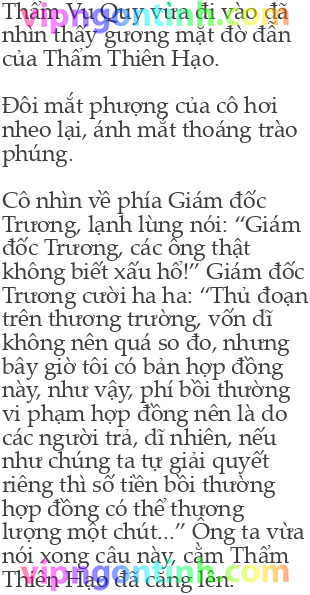 Thẩm Vu Quy vừa đi vào đã
nhìn thấy gương mặt đờ đẫn
của Thẩm Thiên Hạo.
Đôi mắt phượng của cô hơi
nheo lại, ánh mắt thoáng trào
phúng.
Cô nhìn về phía Giám đốc
Trương, lạnh lùng nói: “Giám
đốc Trương, các ông thật
không biết xấu hổ!” Giám đốc
Trương cười ha ha: “Thủ đoạn
trên thương trường, vốn dĩ
không nên quá so đo, nhưng
bây giờ tôi có bản hợp đồng
này, như vậy, phí bồi thường
vi phạm hợp đồng nên là do
các người trả, dĩ nhiên, nếu
như chúng ta tự giải quyết
riêng thì số tiền bồi thường
hợp đồng có thể thương
lượng một chút...” Ông ta vừa
nói xong câu này, cằm Thẩm
Thiên Hạo đã căng lên.
vipngontinh.com
vipngontinh.com